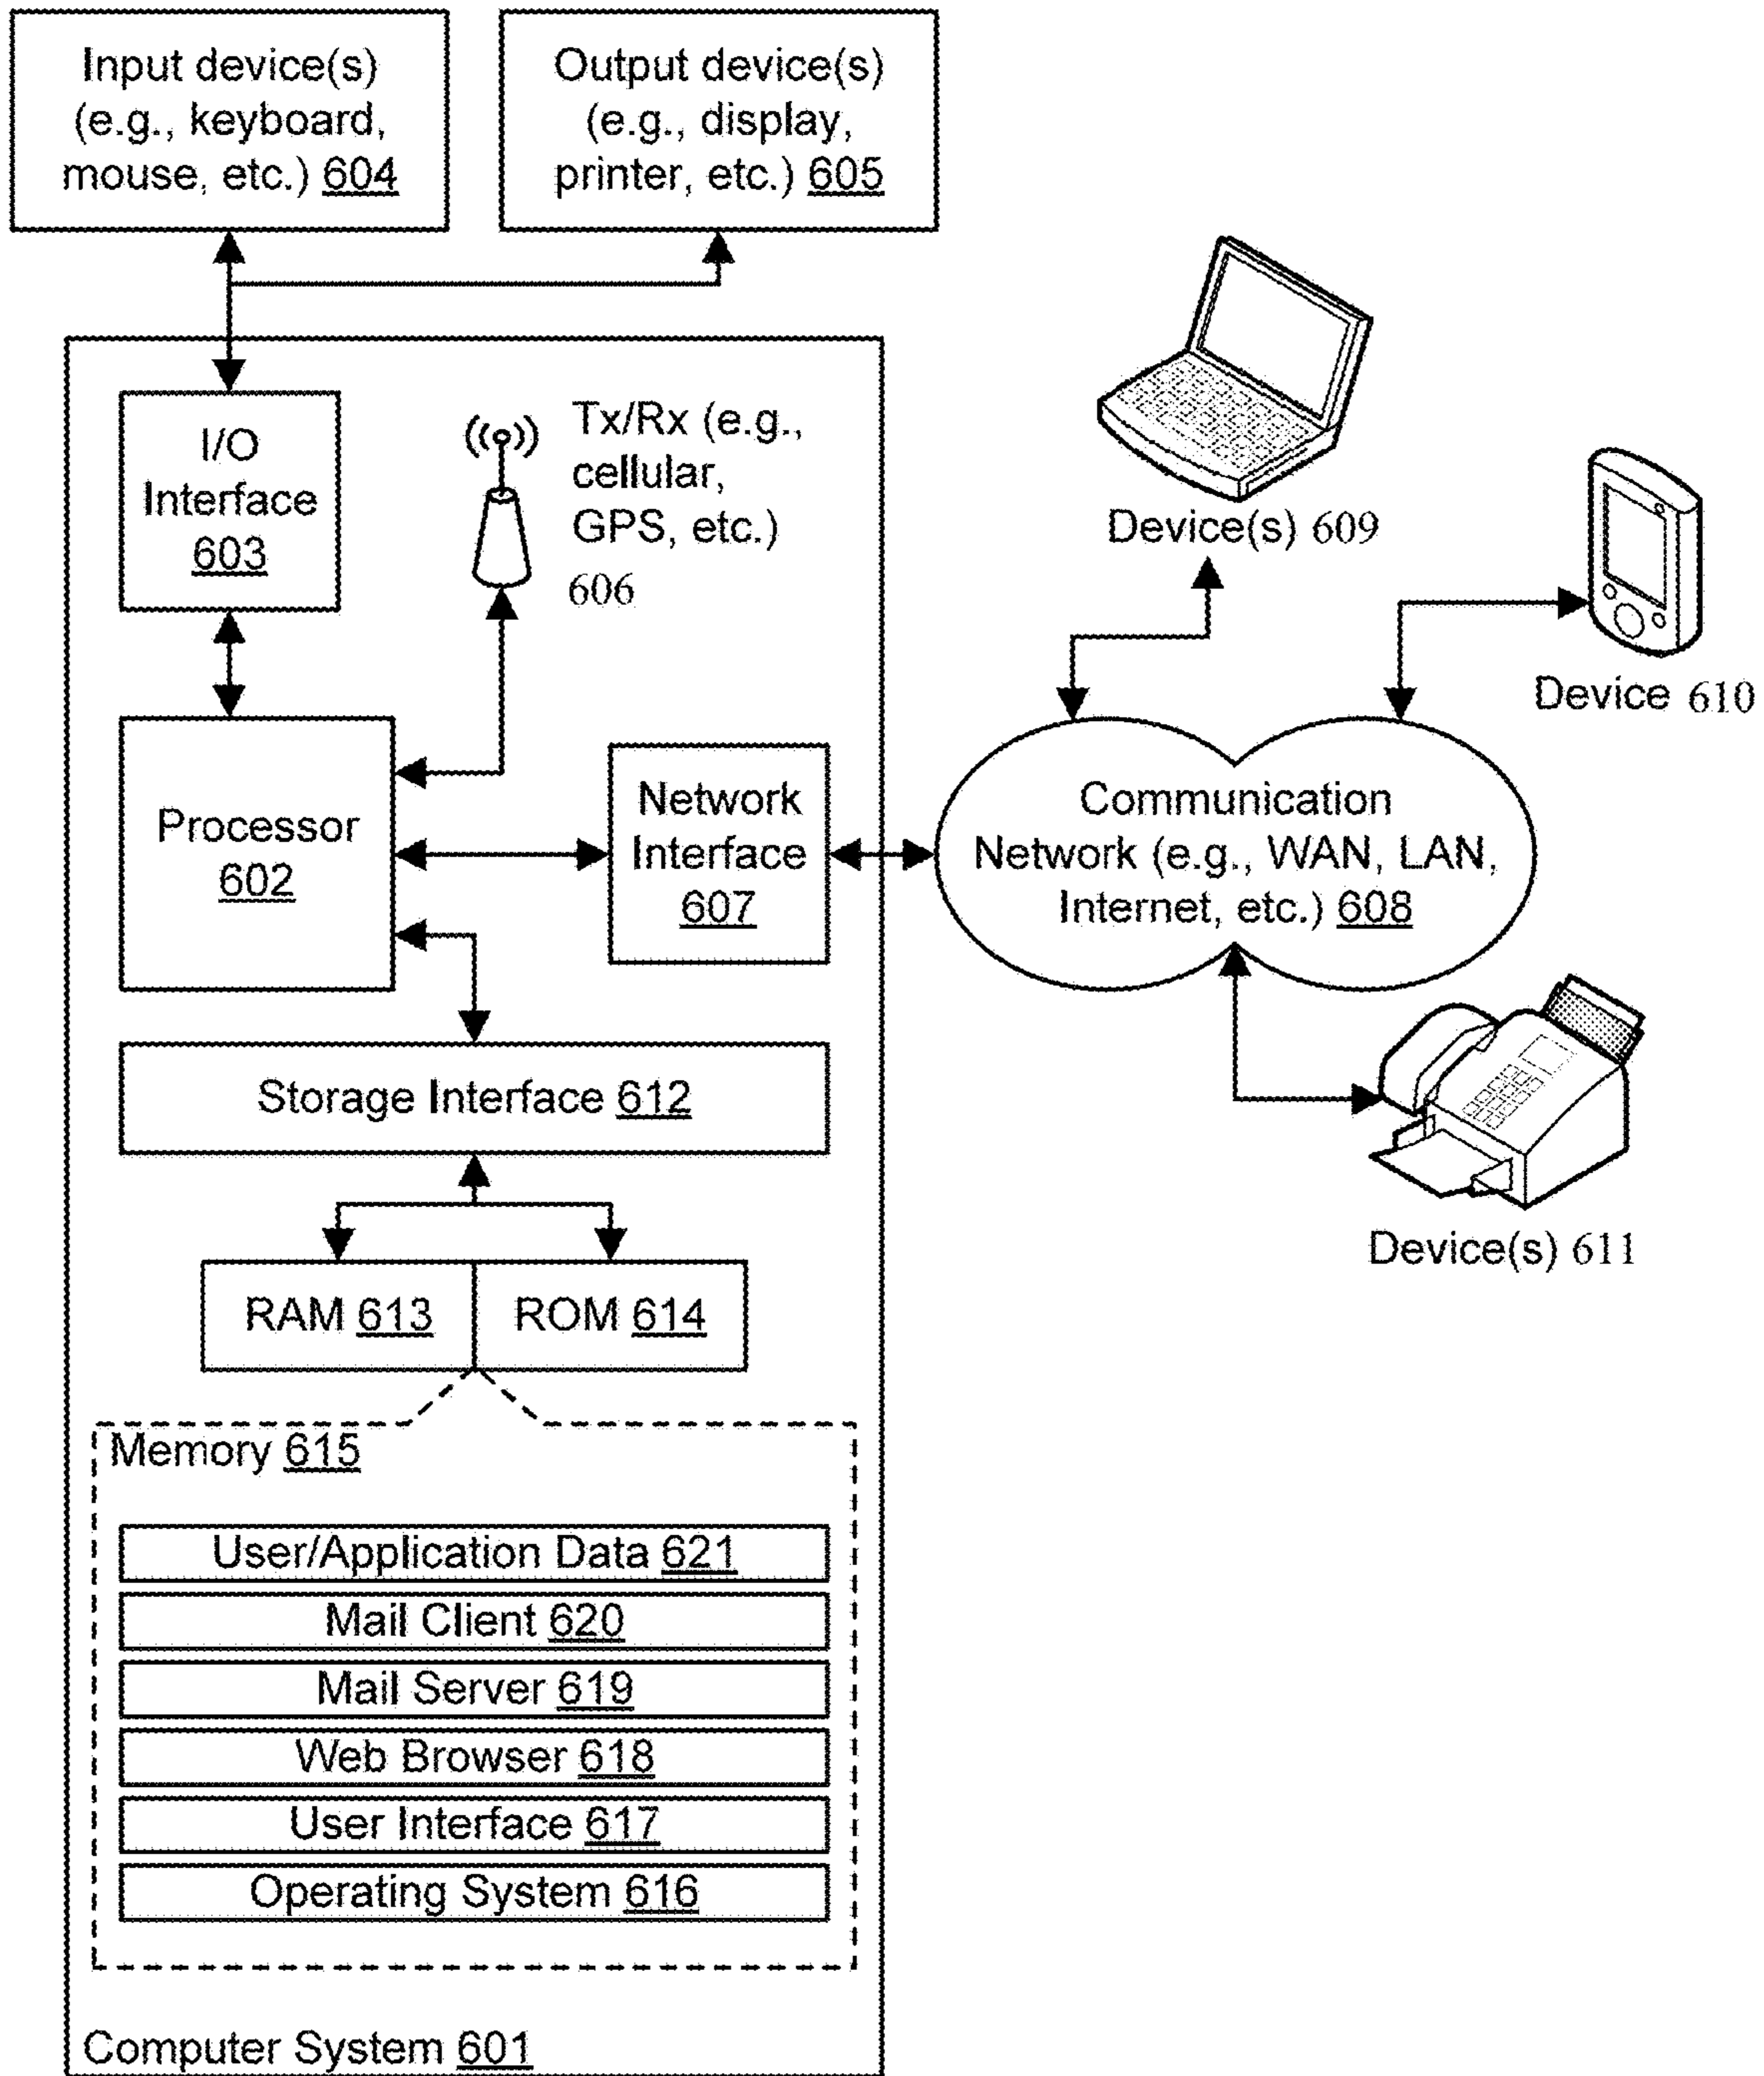 Input device(s)
(e.g., keyboard,
mouse, etc.) 604
Output device(s)
(e.g., display,
printer, etc.) 605
I/O
Interface
603
Tx/Rx (e.g.,
cellular,
GPS, etc.)
606
Device(s) 609
Device 610
Processor
602
Network
Interface
607
Communication
Network (e.g., WAN, LAN,
Internet, etc.) 608
Storage Interface 612
Device(s) 611
RAM 613
ROM 614
Memory 615
User/Application Data 621
Mail Client 620
Mail Server 619
Web Browser 618
User Interface 617
Operating System 616
Computer System 601